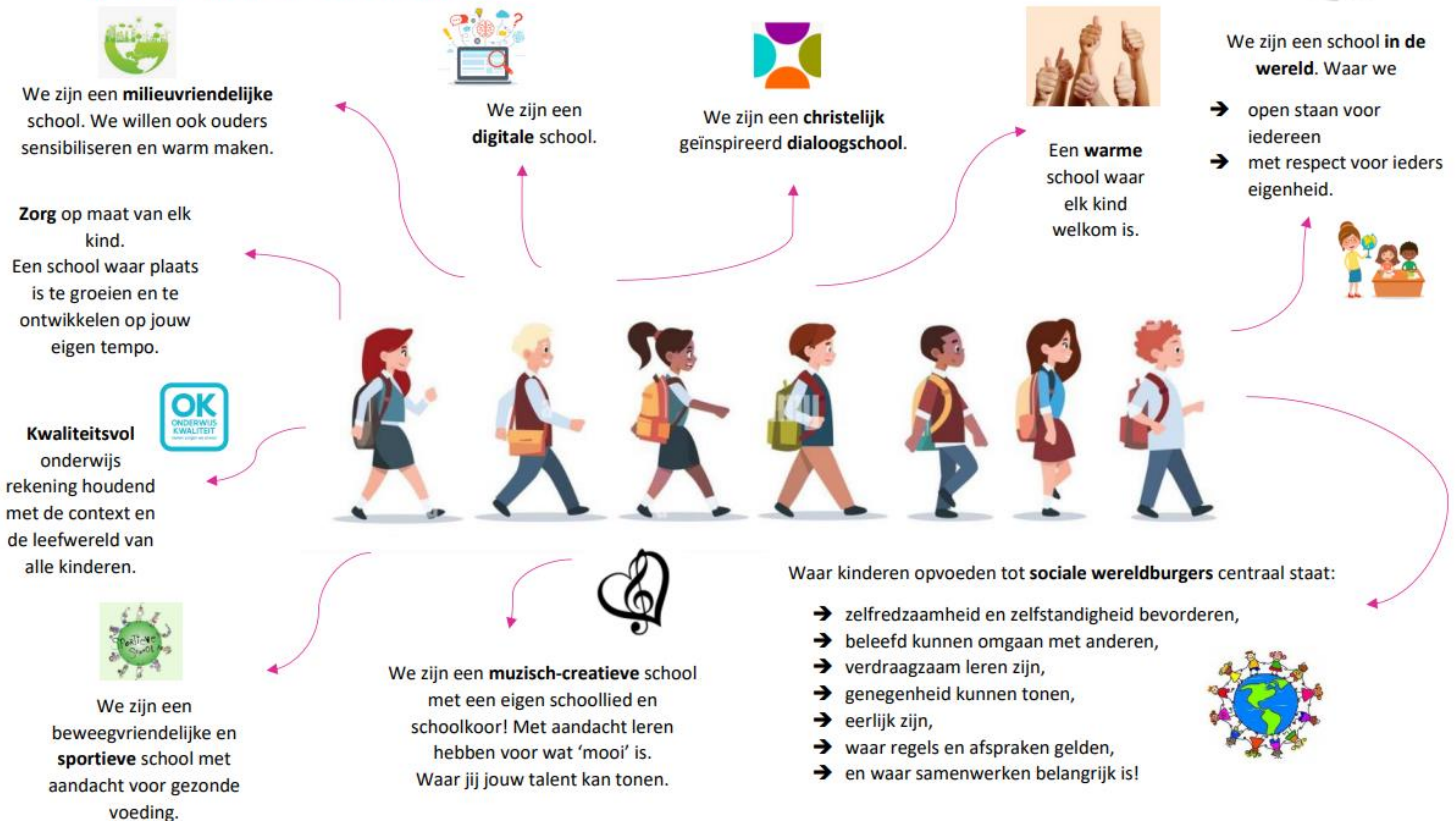 We zijn een milieuvriendelijke
school. We willen ook ouders
sensibiliseren en warm maken.
We zijn een
digitale school.
We zijn een christelijk
geïnspireerd dialoogschool.
Een warme
school waar
elk kind
welkom is.
We zijn een school in de
wereld. Waar we
➔ open staan voor
iedereen
➔ met respect voor ieders
eigenheid.
Zorg op maat van elk
kind.
Een school waar plaats
is te groeien en te
ontwikkelen op jouw
eigen tempo.
OK
ONDERWIJS
KWALITEIT
Kwaliteitsvol
onderwijs
rekening houdend
met de context en
de leefwereld van
alle kinderen.
SPORTIEVE
SCHOOL
We zijn een
beweegvriendelijke en
sportieve school met
aandacht voor gezonde
voeding.
We zijn een muzisch-creatieve school
met een eigen schoollied en
schoolkoor! Met aandacht leren
hebben voor wat ‘mooi’ is.
Waar jij jouw talent kan tonen.
Waar kinderen opvoeden tot sociale wereldburgers centraal staat:
➔ zelfredzaamheid en zelfstandigheid bevorderen,
➔ beleefd kunnen omgaan met anderen,
➔ verdraagzaam leren zijn,
➔ genegenheid kunnen tonen,
➔ eerlijk zijn,
➔ waar regels en afspraken gelden,
➔ en waar samenwerken belangrijk is!